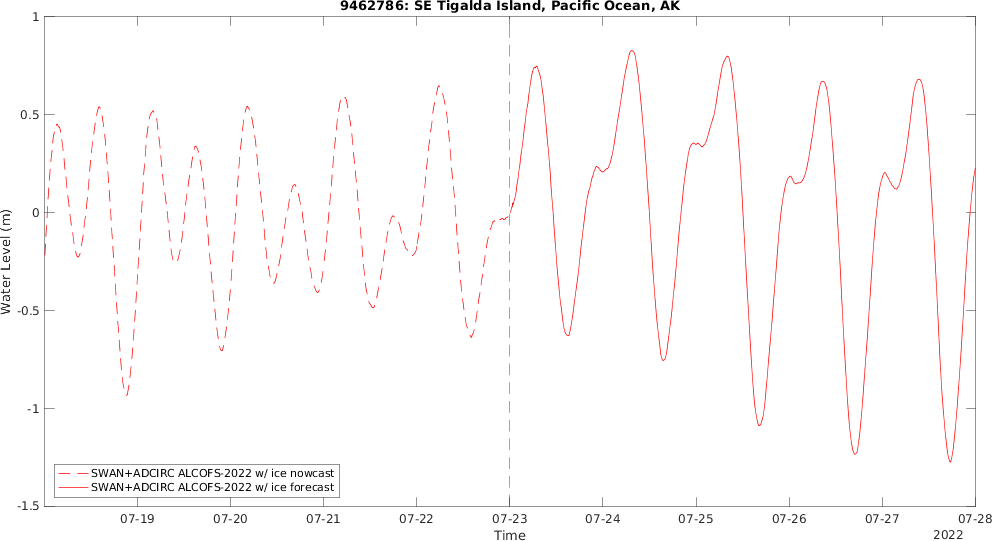 9462786: SE Tigalda Island, Pacific Ocean, AK
1
0.5
0
-0.5
-1
-1.5
Water Level (m)
SWAN+ADCIRC ALCOFS-2022 w/ ice nowcast
SWAN+ADCIRC ALCOFS-2022 w/ ice forecast
07-19 07-20 07-21 07-22 07-23 07-24 07-25 07-26 07-27 07-28
Time
2022